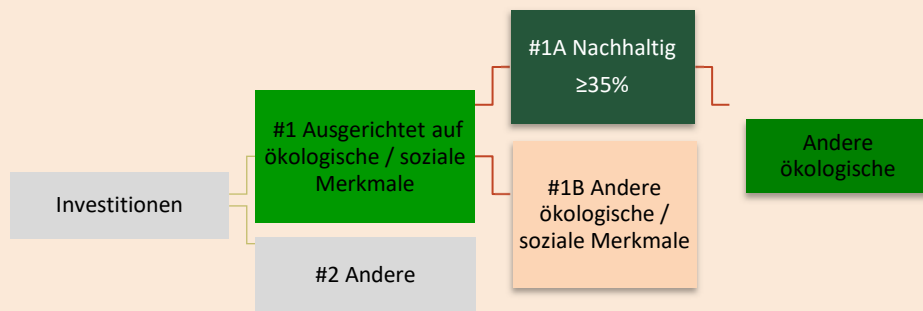 #1A Nachhaltig
≥35%
#1 Ausgerichtet auf
ökologische / soziale
Merkmale
Andere
ökologische
Investitionen
#1B Andere
ökologische /
soziale Merkmale
#2 Andere